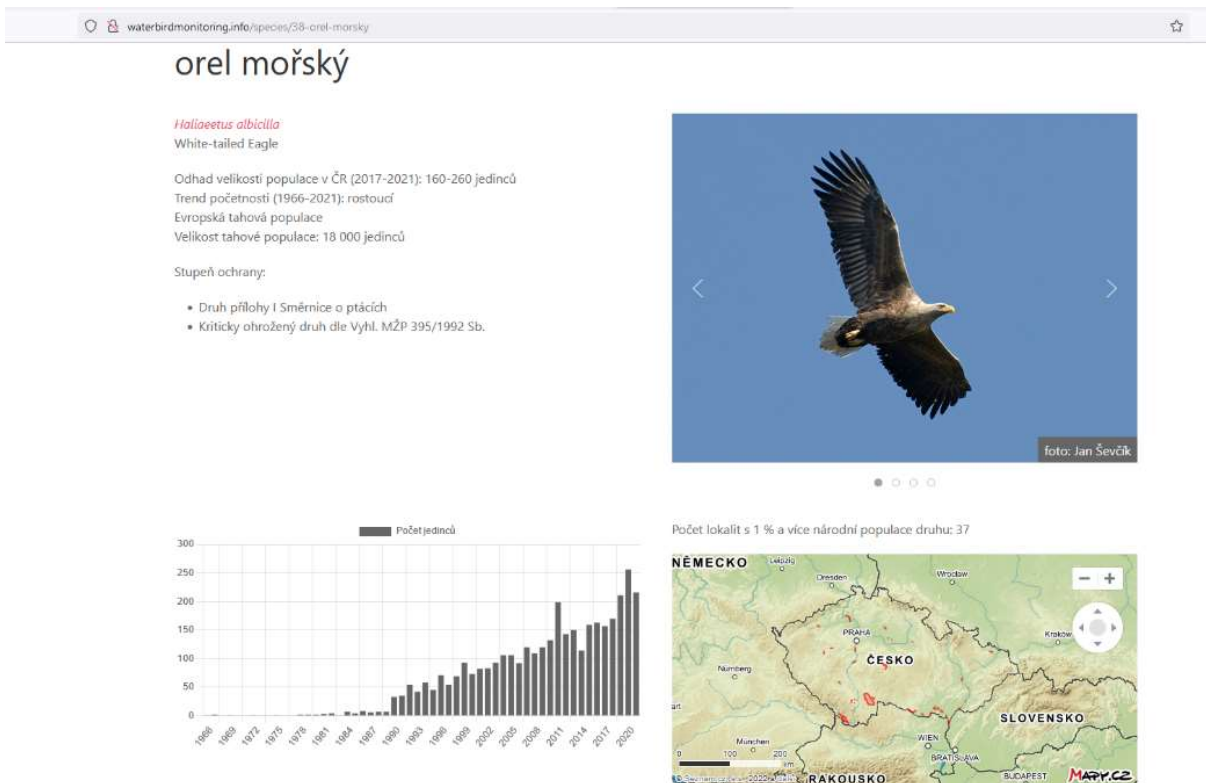 waterbirdmonitoring.info/species/38-orel-morsky
orel mořský
Haliaeetus albicilla
White-tailed Eagle
Odhad velikosti populace v ČR (2017-2021): 160-260 jedinců
Trend početnosti (1966-2021): rostoucí
Evropská tahová populace
Velikost tahové populace: 18 000 jedinců
Stupeň ochrany:
• Druh přílohy I Směrnice o ptácích
• Kriticky ohrožený druh dle Vyhl. MŽP 395/1992 Sb.
foto: Jan Ševčík
Počet jedinců
300
250
200
150
100
50
0
1966 1969 1972 1975 1978 1981 1984 1987 1990 1993 1996 1999 2002 2005 2008 2011 2014 2017 2020
Počet lokalit s 1 % a více národní populace druhu: 37
NĚMECKO
Leipzig
Dresden
Wrocław
PRAHA
Kraków
ČESKO
Nürnberg
SLOVENSKO
München
WIEN
BRATISLAVA
0 100 200
km
RAKOUSKO
BUDAPEST
MAPY.CZ